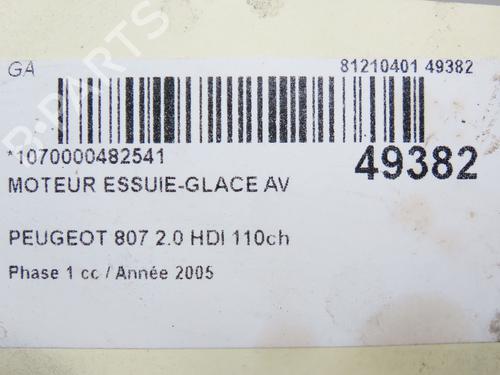 GA 81210401 49382
*1070000482541 49382
MOTEUR ESSUIE-GLACE AV
PEUGEOT 807 2.0 HDI 110ch
Phase 1 cc / Année 2005
B-PARTS